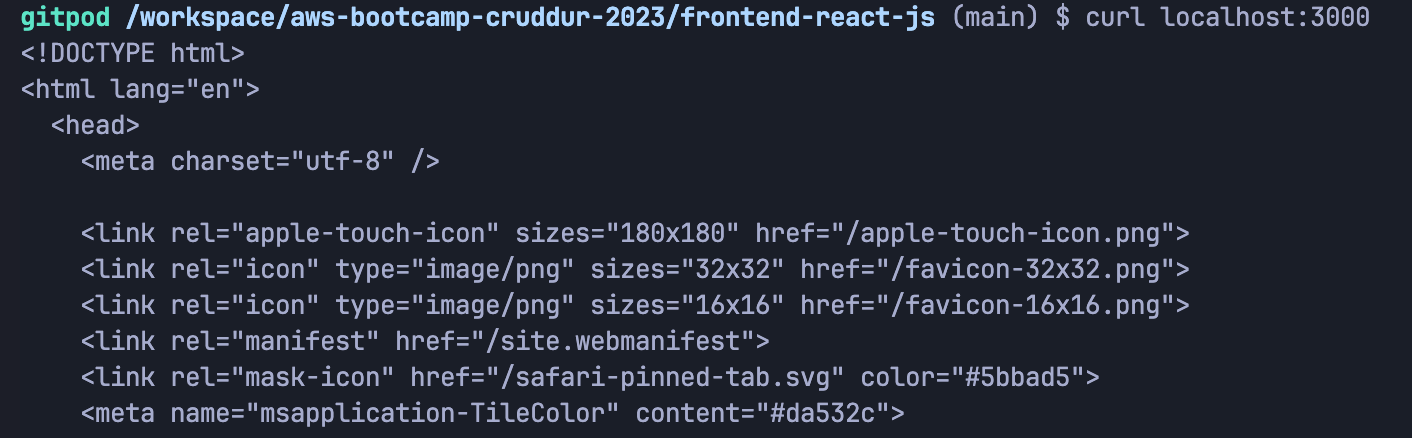 gitpod /workspace/aws-bootcamp-cruddur-2023/frontend-react-js (main) $ curl localhost:3000
<!DOCTYPE html>
<html lang="en">
  <head>
    <meta charset="utf-8" />

    <link rel="apple-touch-icon" sizes="180x180" href="/apple-touch-icon.png">
    <link rel="icon" type="image/png" sizes="32x32" href="/favicon-32x32.png">
    <link rel="icon" type="image/png" sizes="16x16" href="/favicon-16x16.png">
    <link rel="manifest" href="/site.webmanifest">
    <link rel="mask-icon" href="/safari-pinned-tab.svg" color="#5bbad5">
    <meta name="msapplication-TileColor" content="#da532c">